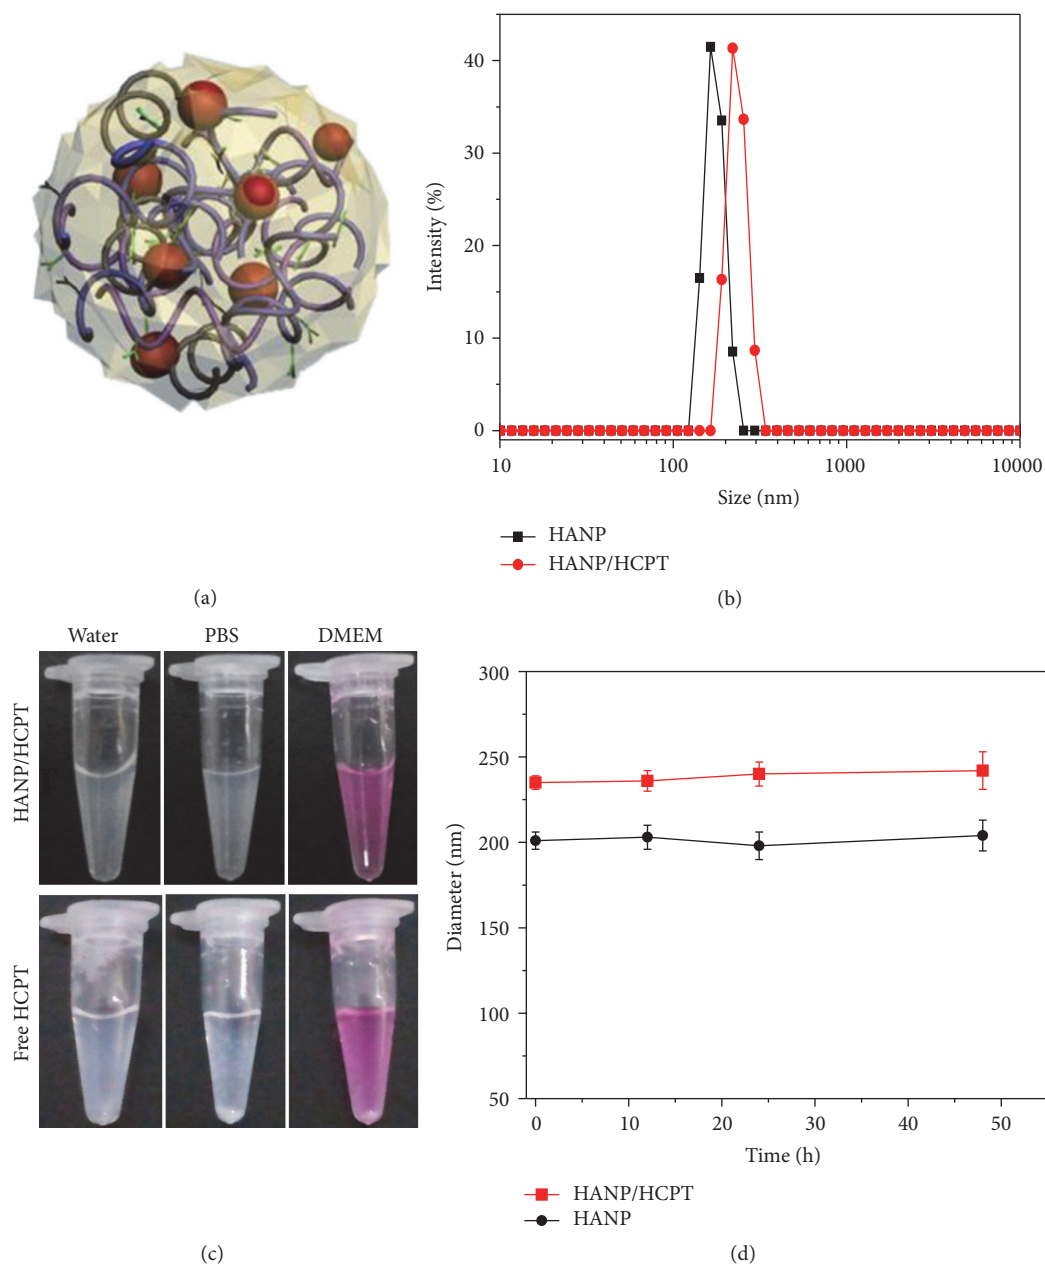 40
30
20
10
0
Intensity (%)
10
100
1000
10000
Size (nm)
HANP
HANP/HCPT
(a)
(b)
Water
PBS
DMEM
HANP/HCPT
Free HCPT
(c)
300
250
200
150
100
50
Diameter (nm)
0
10
20
30
40
50
Time (h)
HANP/HCPT
HANP
(d)